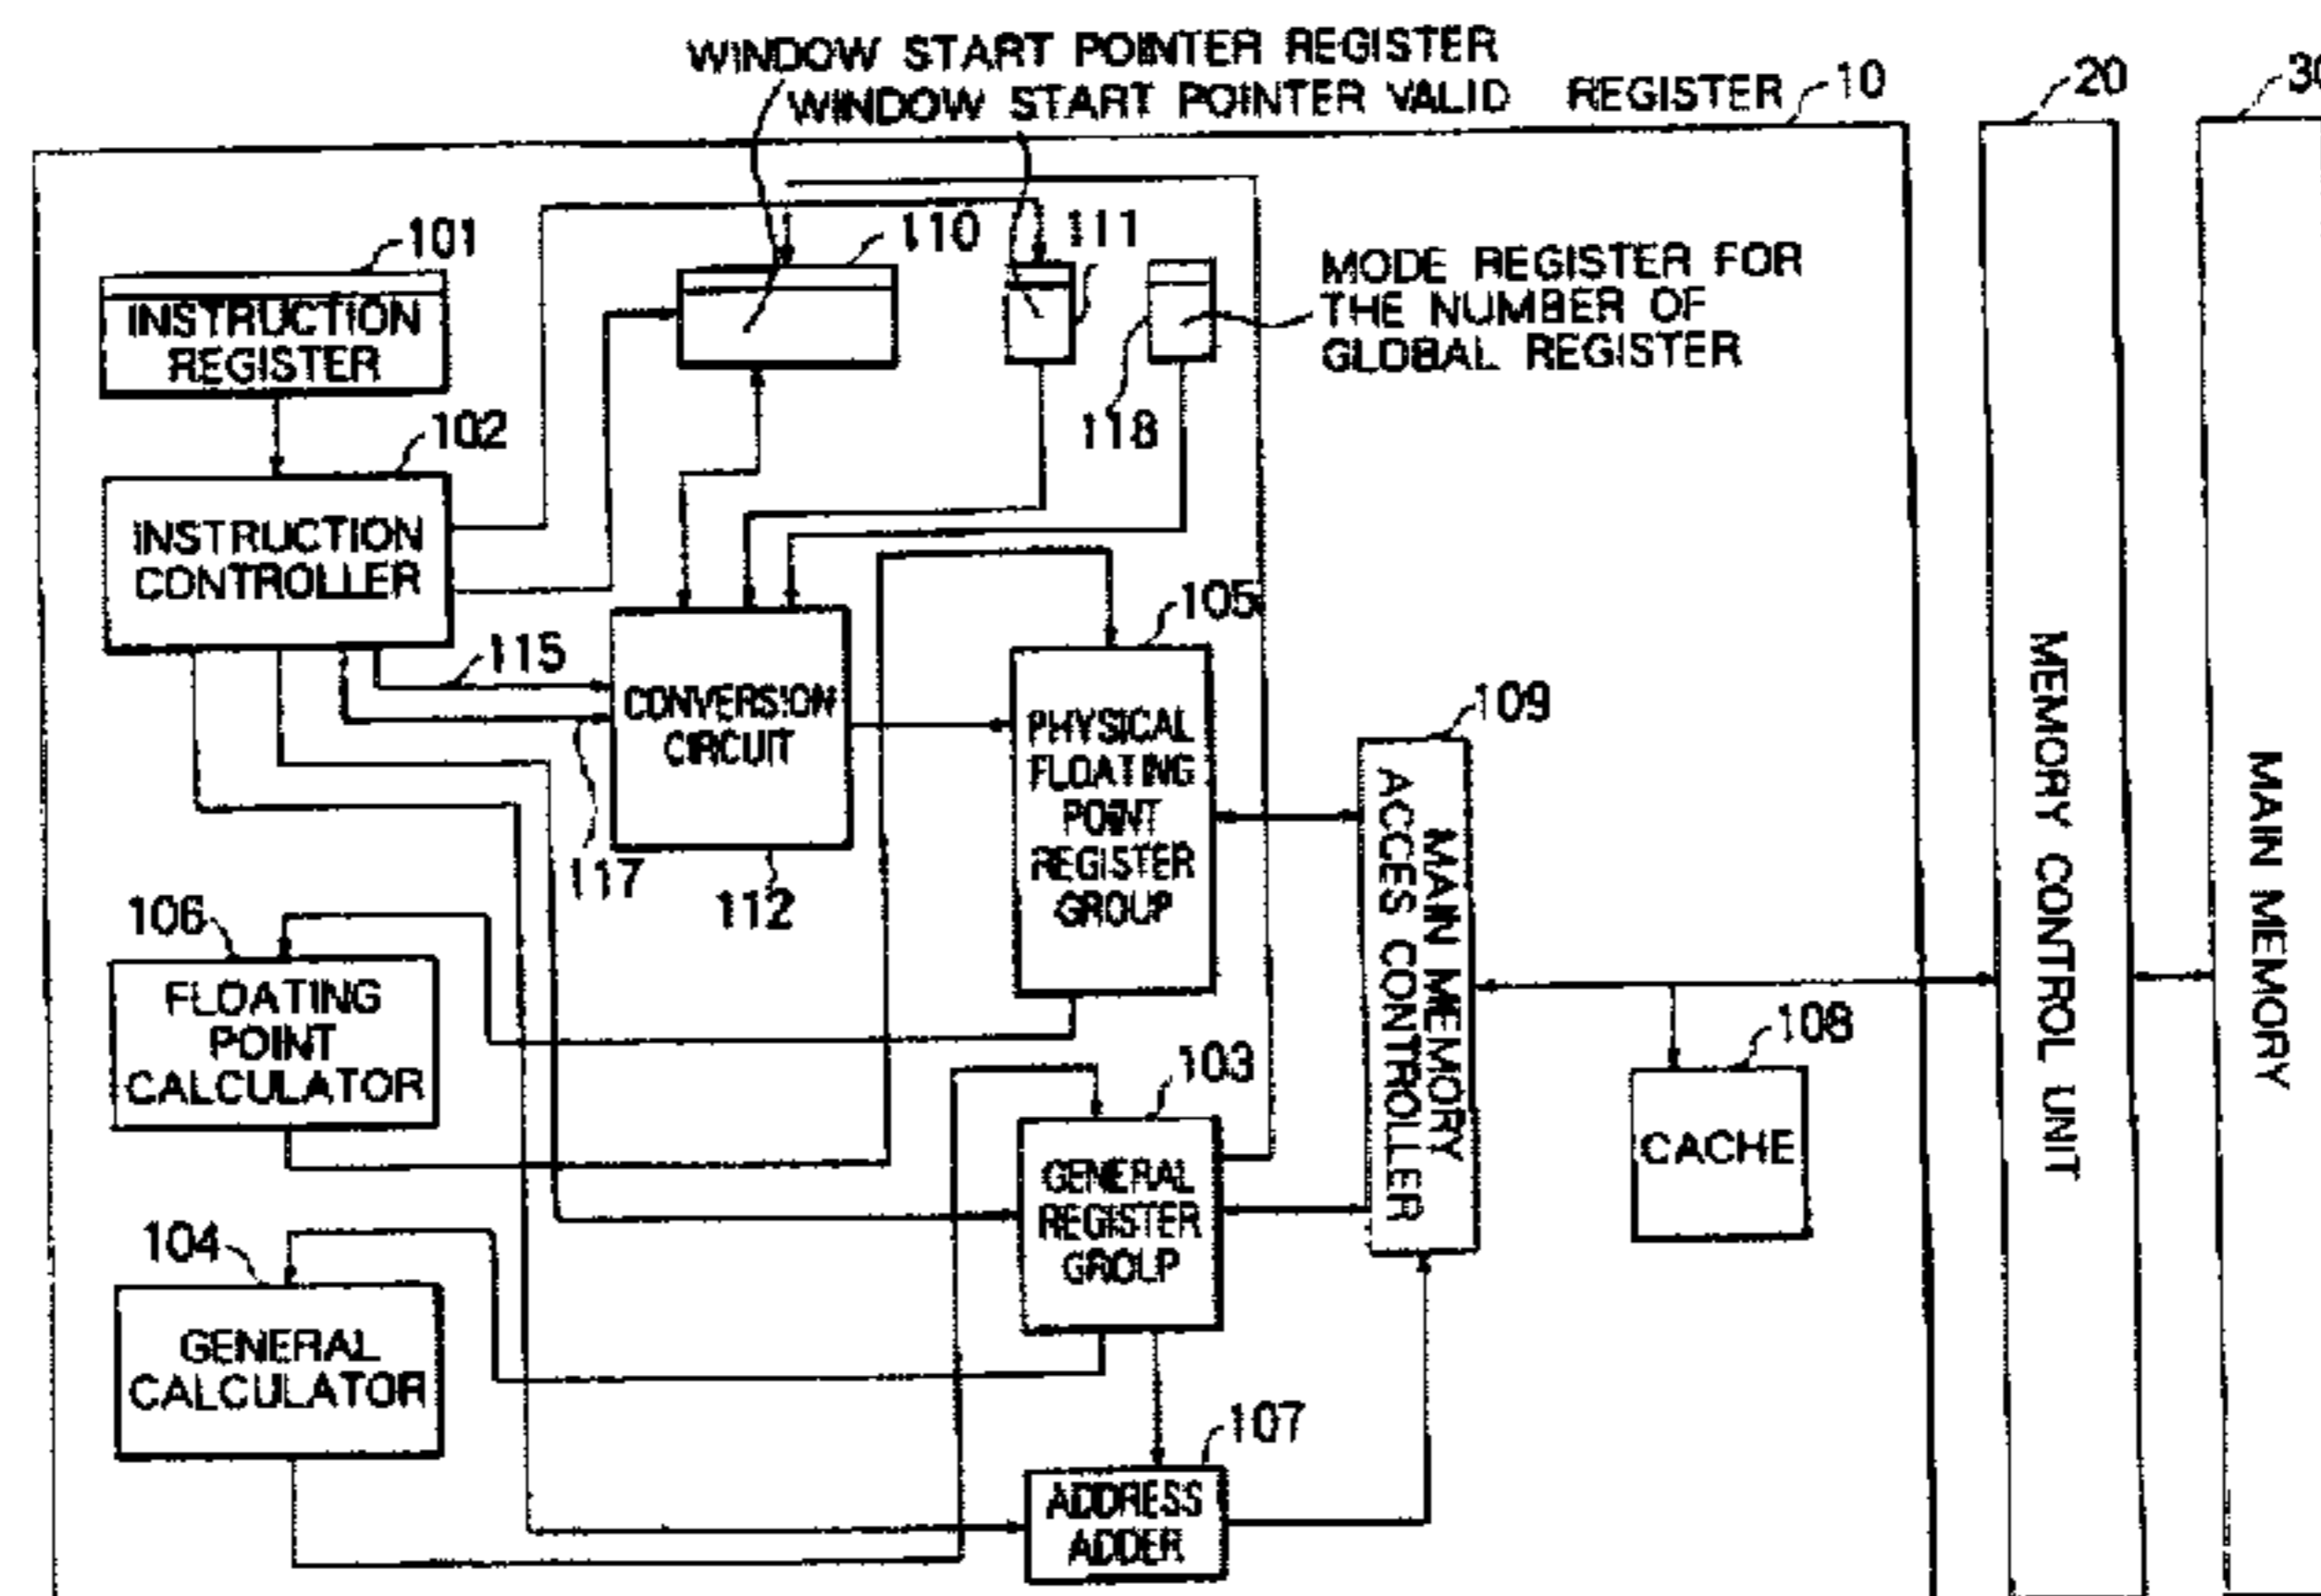 WINDOW START POINTER REGISTER
WINDOW START POINTER VALID REGISTER
10
20
30
101
110
111
INSTRUCTION
REGISTER
MODE REGISTER FOR
THE NUMBER OF
GLOBAL REGISTER
118
102
INSTRUCTION
CONTROLLER
115
105
CONVERSION
CIRCUIT
117
112
PHYSICAL
FLOATING
POINT
REGISTER
GROUP
109
MAIN MEMORY
ACCES CONTROLLER
MEMORY CONTROL UNIT
MAIN MEMORY
106
FLOATING
POINT
CALCULATOR
108
CACHE
103
GENERAL
REGISTER
GROUP
104
GENERAL
CALCULATOR
107
ADDRESS
ADDER